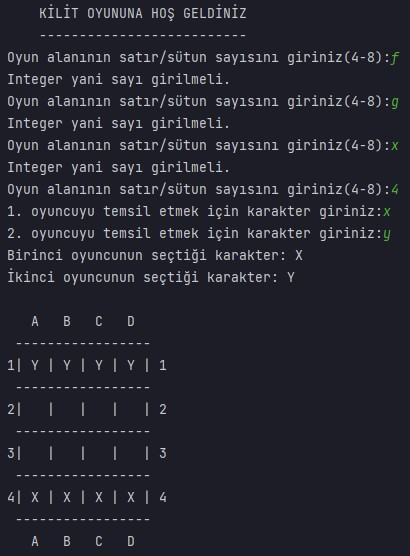 KİLİT OYUNUNA HOŞ GELDİNİZ
--------------------------
Oyun alanının satır/sütun sayısını giriniz(4-8):f
Integer yani sayı girilmeli.
Oyun alanının satır/sütun sayısını giriniz(4-8):g
Integer yani sayı girilmeli.
Oyun alanının satır/sütun sayısını giriniz(4-8):x
Integer yani sayı girilmeli.
Oyun alanının satır/sütun sayısını giriniz(4-8):4
1. oyuncuyu temsil etmek için karakter giriniz:x
2. oyuncuyu temsil etmek için karakter giriniz:y
Birinci oyuncunun seçtiği karakter: X
İkinci oyuncunun seçtiği karakter: Y

   A   B   C   D
 -----------------
1| Y | Y | Y | Y | 1
 -----------------
2|   |   |   |   | 2
 -----------------
3|   |   |   |   | 3
 -----------------
4| X | X | X | X | 4
 -----------------
   A   B   C   D